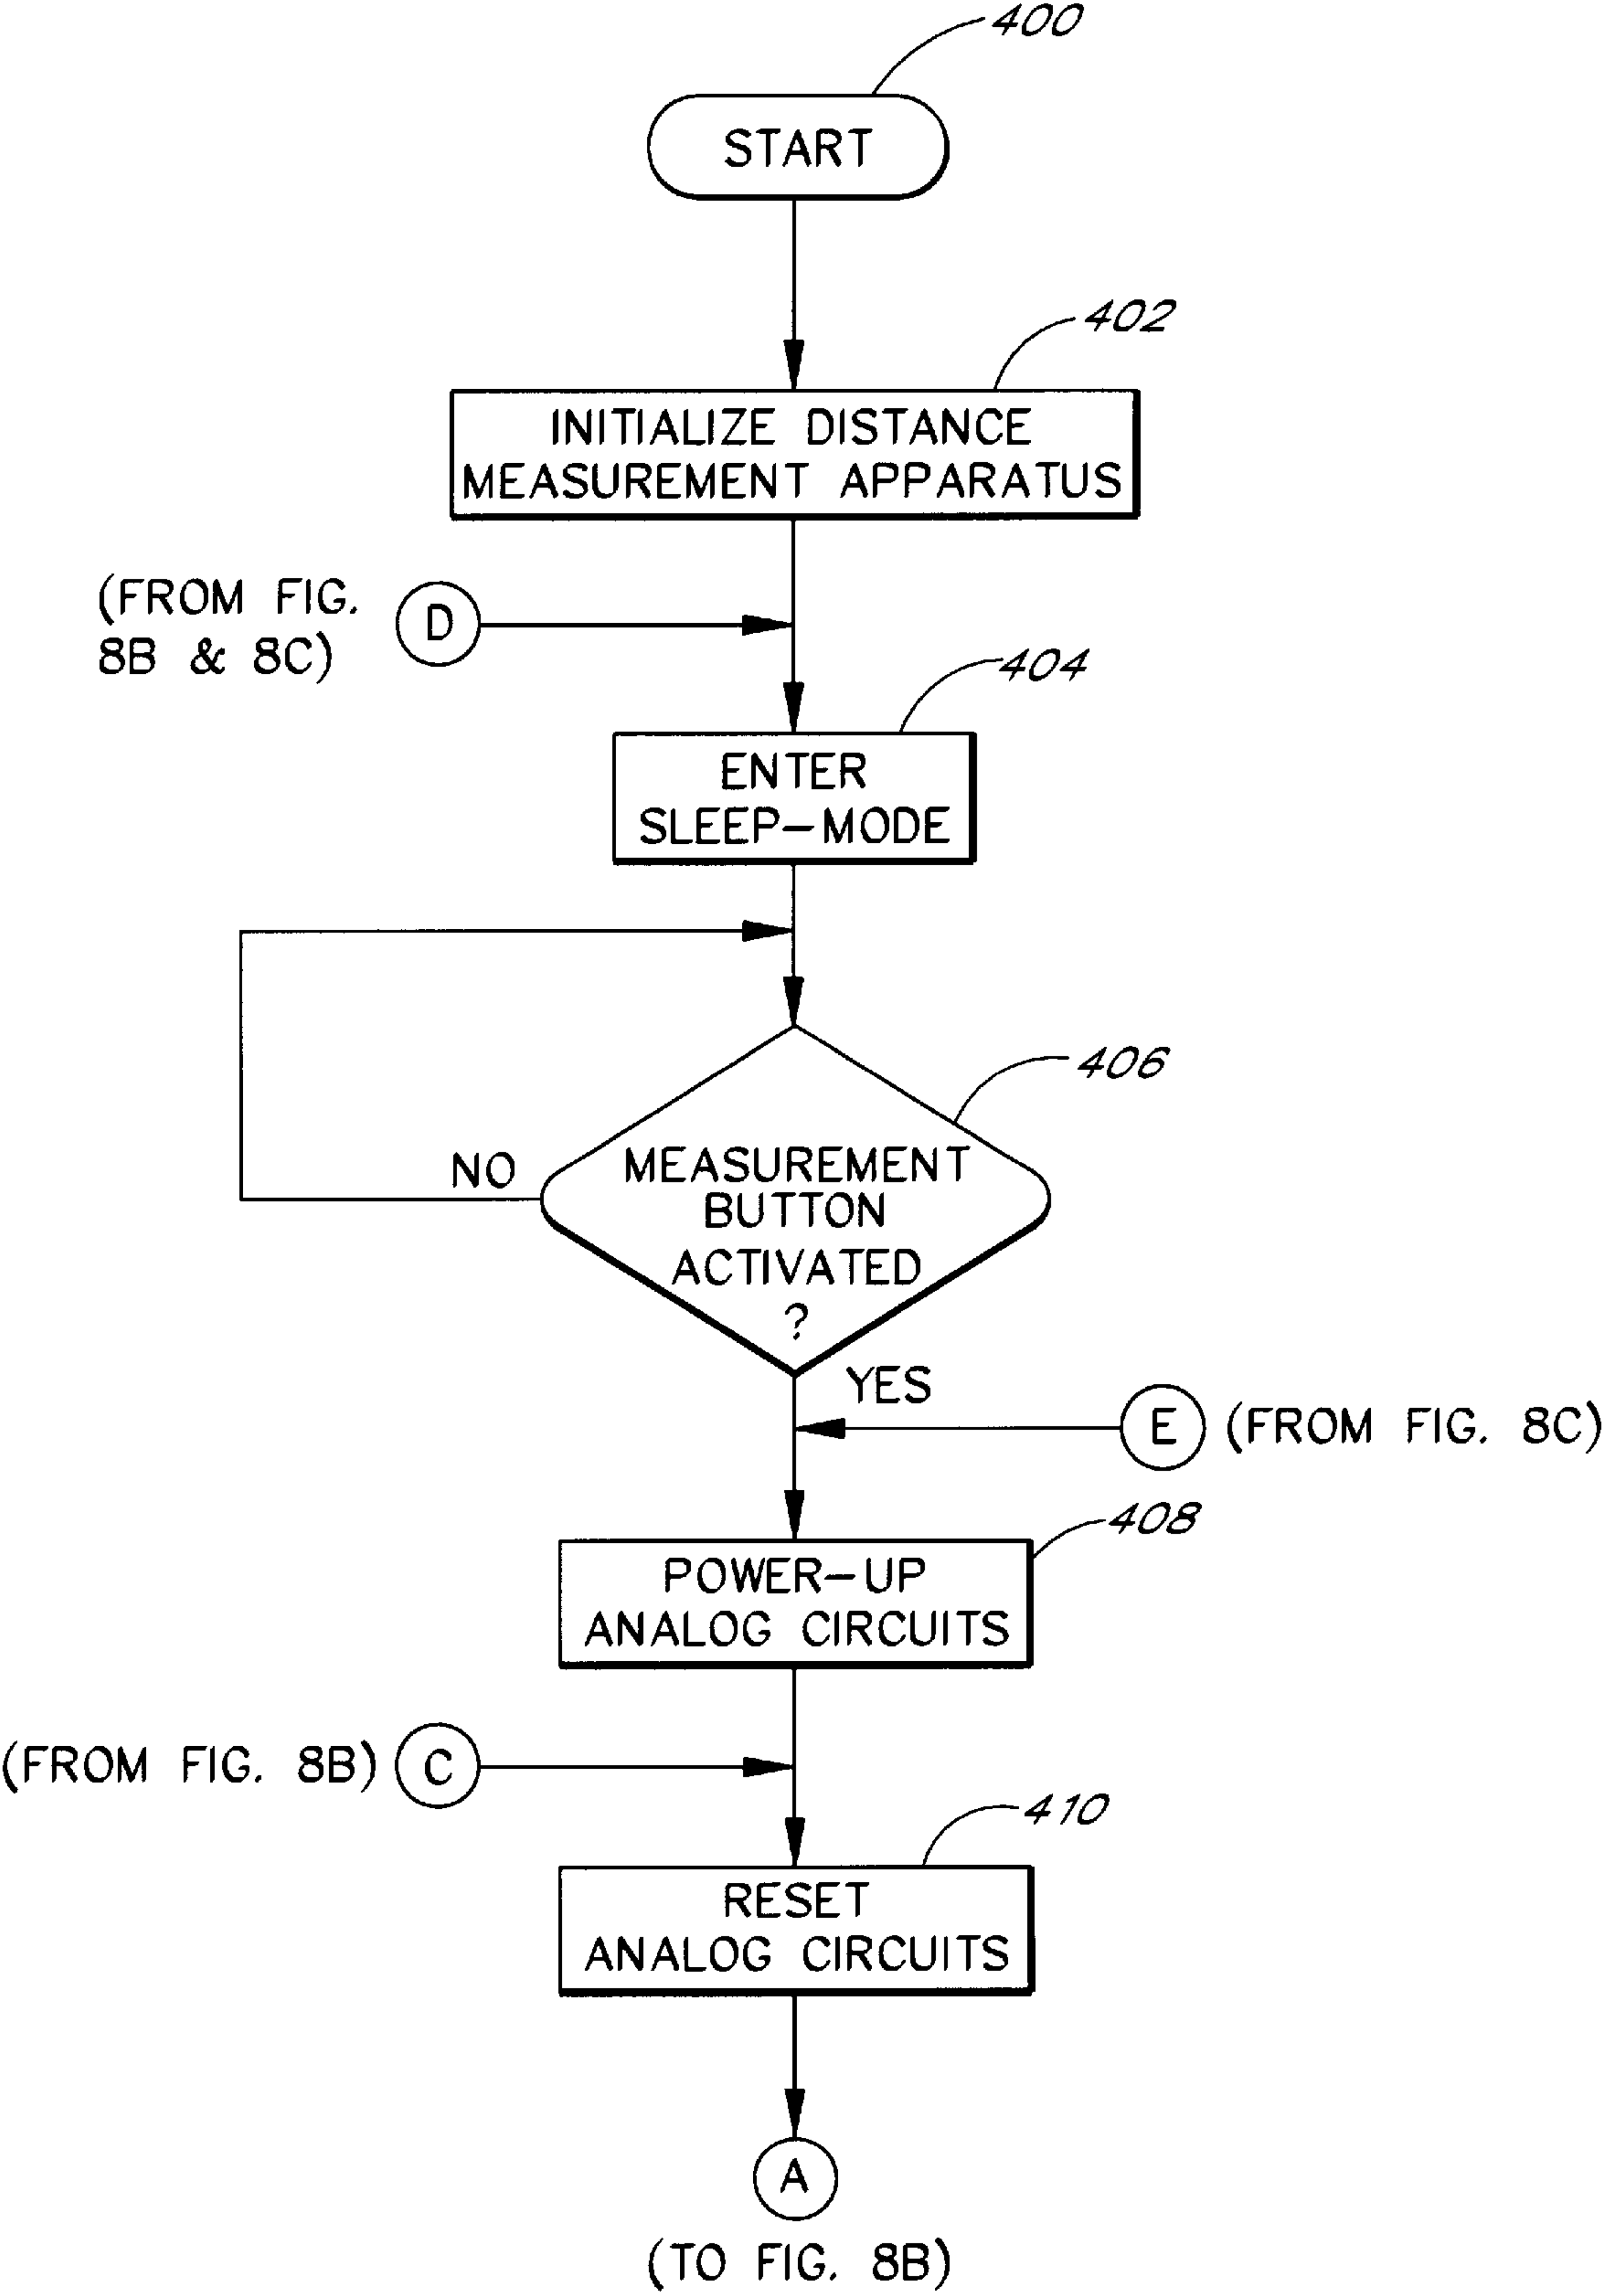 400
START
402
INITIALIZE DISTANCE
MEASUREMENT APPARATUS
(FROM FIG.
8B & 8C)
D
404
ENTER
SLEEP-MODE
406
NO
MEASUREMENT
BUTTON
ACTIVATED
?
YES
E (FROM FIG. 8C)
408
POWER-UP
ANALOG CIRCUITS
(FROM FIG. 8B) C
410
RESET
ANALOG CIRCUITS
A
(TO FIG. 8B)